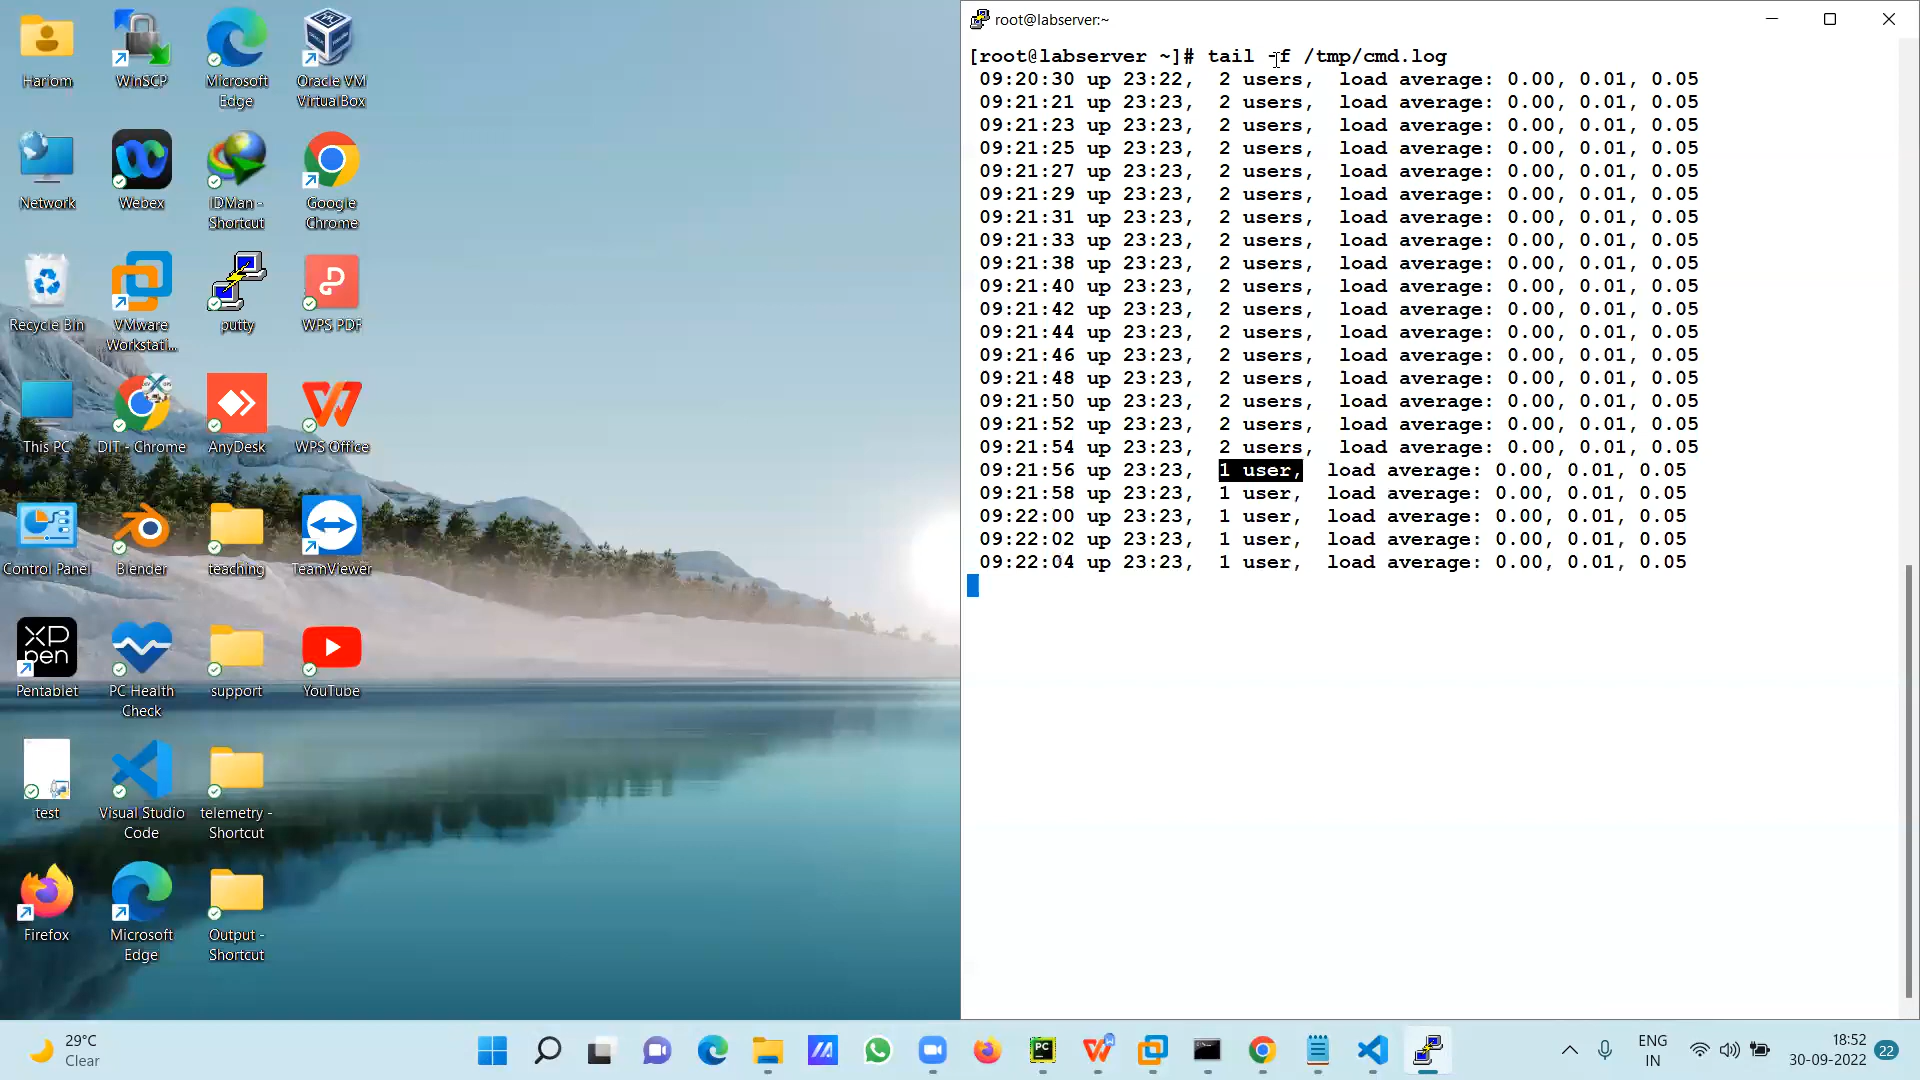 Hariom
WinSCP
Microsoft Edge
Oracle VM VirtualBox
Network
Webex
IDMan - Shortcut
Google Chrome
Recycle Bin
VMware Workstati...
putty
WPS PDF
This PC
DIT - Chrome
AnyDesk
WPS Office
Control Panel
Blender
teaching
TeamViewer
XP pen
Pentablet
PC Health Check
support
YouTube
test
Visual Studio Code
telemetry - Shortcut
Firefox
Microsoft Edge
Output - Shortcut
root@labserver:~
[root@labserver ~]# tail -f /tmp/cmd.log
09:20:30 up 23:22,  2 users,  load average: 0.00, 0.01, 0.05
09:21:21 up 23:23,  2 users,  load average: 0.00, 0.01, 0.05
09:21:23 up 23:23,  2 users,  load average: 0.00, 0.01, 0.05
09:21:25 up 23:23,  2 users,  load average: 0.00, 0.01, 0.05
09:21:27 up 23:23,  2 users,  load average: 0.00, 0.01, 0.05
09:21:29 up 23:23,  2 users,  load average: 0.00, 0.01, 0.05
09:21:31 up 23:23,  2 users,  load average: 0.00, 0.01, 0.05
09:21:33 up 23:23,  2 users,  load average: 0.00, 0.01, 0.05
09:21:38 up 23:23,  2 users,  load average: 0.00, 0.01, 0.05
09:21:40 up 23:23,  2 users,  load average: 0.00, 0.01, 0.05
09:21:42 up 23:23,  2 users,  load average: 0.00, 0.01, 0.05
09:21:44 up 23:23,  2 users,  load average: 0.00, 0.01, 0.05
09:21:46 up 23:23,  2 users,  load average: 0.00, 0.01, 0.05
09:21:48 up 23:23,  2 users,  load average: 0.00, 0.01, 0.05
09:21:50 up 23:23,  2 users,  load average: 0.00, 0.01, 0.05
09:21:52 up 23:23,  2 users,  load average: 0.00, 0.01, 0.05
09:21:54 up 23:23,  2 users,  load average: 0.00, 0.01, 0.05
09:21:56 up 23:23,  1 user,  load average: 0.00, 0.01, 0.05
09:21:58 up 23:23,  1 user,  load average: 0.00, 0.01, 0.05
09:22:00 up 23:23,  1 user,  load average: 0.00, 0.01, 0.05
09:22:02 up 23:23,  1 user,  load average: 0.00, 0.01, 0.05
09:22:04 up 23:23,  1 user,  load average: 0.00, 0.01, 0.05
29°C
Clear
PC
ENG
IN
18:52
30-09-2022
22